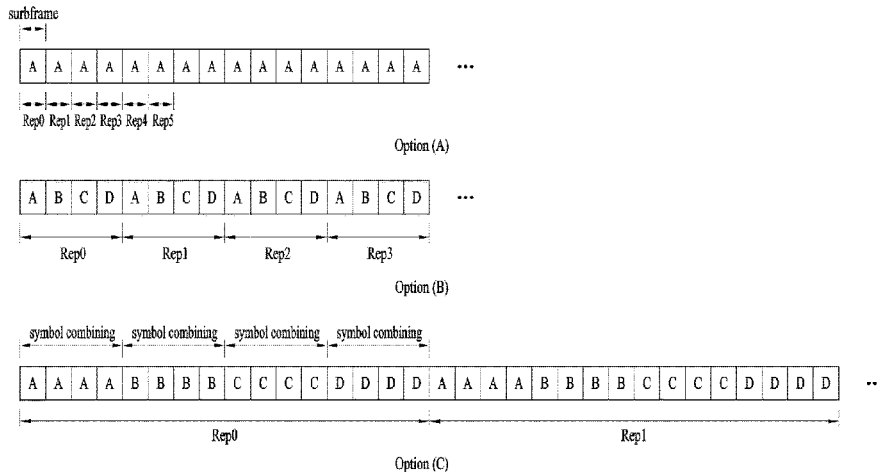 surbframe
A A A A A A A A A A A A A A A A ...
Rep0 Rep1 Rep2 Rep3 Rep4 Rep5
Option (A)
A B C D A B C D A B C D A B C D ...
Rep0 Rep1 Rep2 Rep3
Option (B)
symbol combining symbol combining symbol combining symbol combining
A A A A B B B B C C C C D D D D A A A A B B B B C C C C D D D D ..
Rep0 Rep1
Option (C)